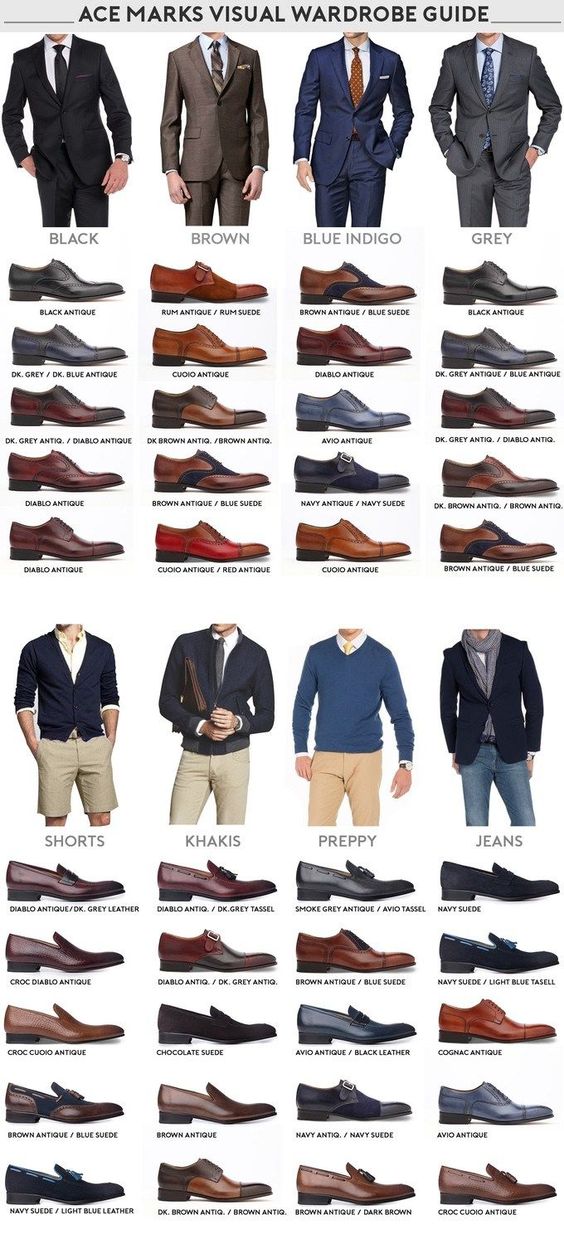 ACE MARKS VISUAL WARDROBE GUIDE
BLACK BROWN BLUE INDIGO GREY
BLACK ANTIQUE RUM ANTIQUE / RUM SUEDE BROWN ANTIQUE / BLUE SUEDE BLACK ANTIQUE
DK. GREY / DK. BLUE ANTIQUE CUOIO ANTIQUE DIABLO ANTIQUE DK. GREY ANTIQUE / BLUE ANTIQUE
DK. GREY ANTIQ. / DIABLO ANTIQUE DK BROWN ANTIQ. /BROWN ANTIQ. AVIO ANTIQUE DK. GREY ANTIQ. / DIABLO ANTIQ.
DIABLO ANTIQUE BROWN ANTIQUE / BLUE SUEDE NAVY ANTIQUE / NAVY SUEDE DK. BROWN ANTIQ. / BROWN ANTIQ.
DIABLO ANTIQUE CUOIO ANTIQUE / RED ANTIQUE CUOIO ANTIQUE BROWN ANTIQUE / BLUE SUEDE
SHORTS KHAKIS PREPPY JEANS
DIABLO ANTIQUE/DK. GREY LEATHER DIABLO ANTIQ. / DK.GREY TASSEL SMOKE GREY ANTIQUE / AVIO TASSEL NAVY SUEDE
CROC DIABLO ANTIQUE DIABLO ANTIQ. / DK. GREY ANTIQ. BROWN ANTIQUE / BLUE SUEDE NAVY SUEDE / LIGHT BLUE TASELL
CROC CUOIO ANTIQUE CHOCOLATE SUEDE AVIO ANTIQUE / BLACK LEATHER COGNAC ANTIQUE
BROWN ANTIQUE / BLUE SUEDE BROWN ANTIQUE NAVY ANTIQ. / NAVY SUEDE AVIO ANTIQUE
NAVY SUEDE / LIGHT BLUE LEATHER DK. BROWN ANTIQ. / BROWN ANTIQ. BROWN ANTIQUE / DARK BROWN CROC CUOIO ANTIQUE